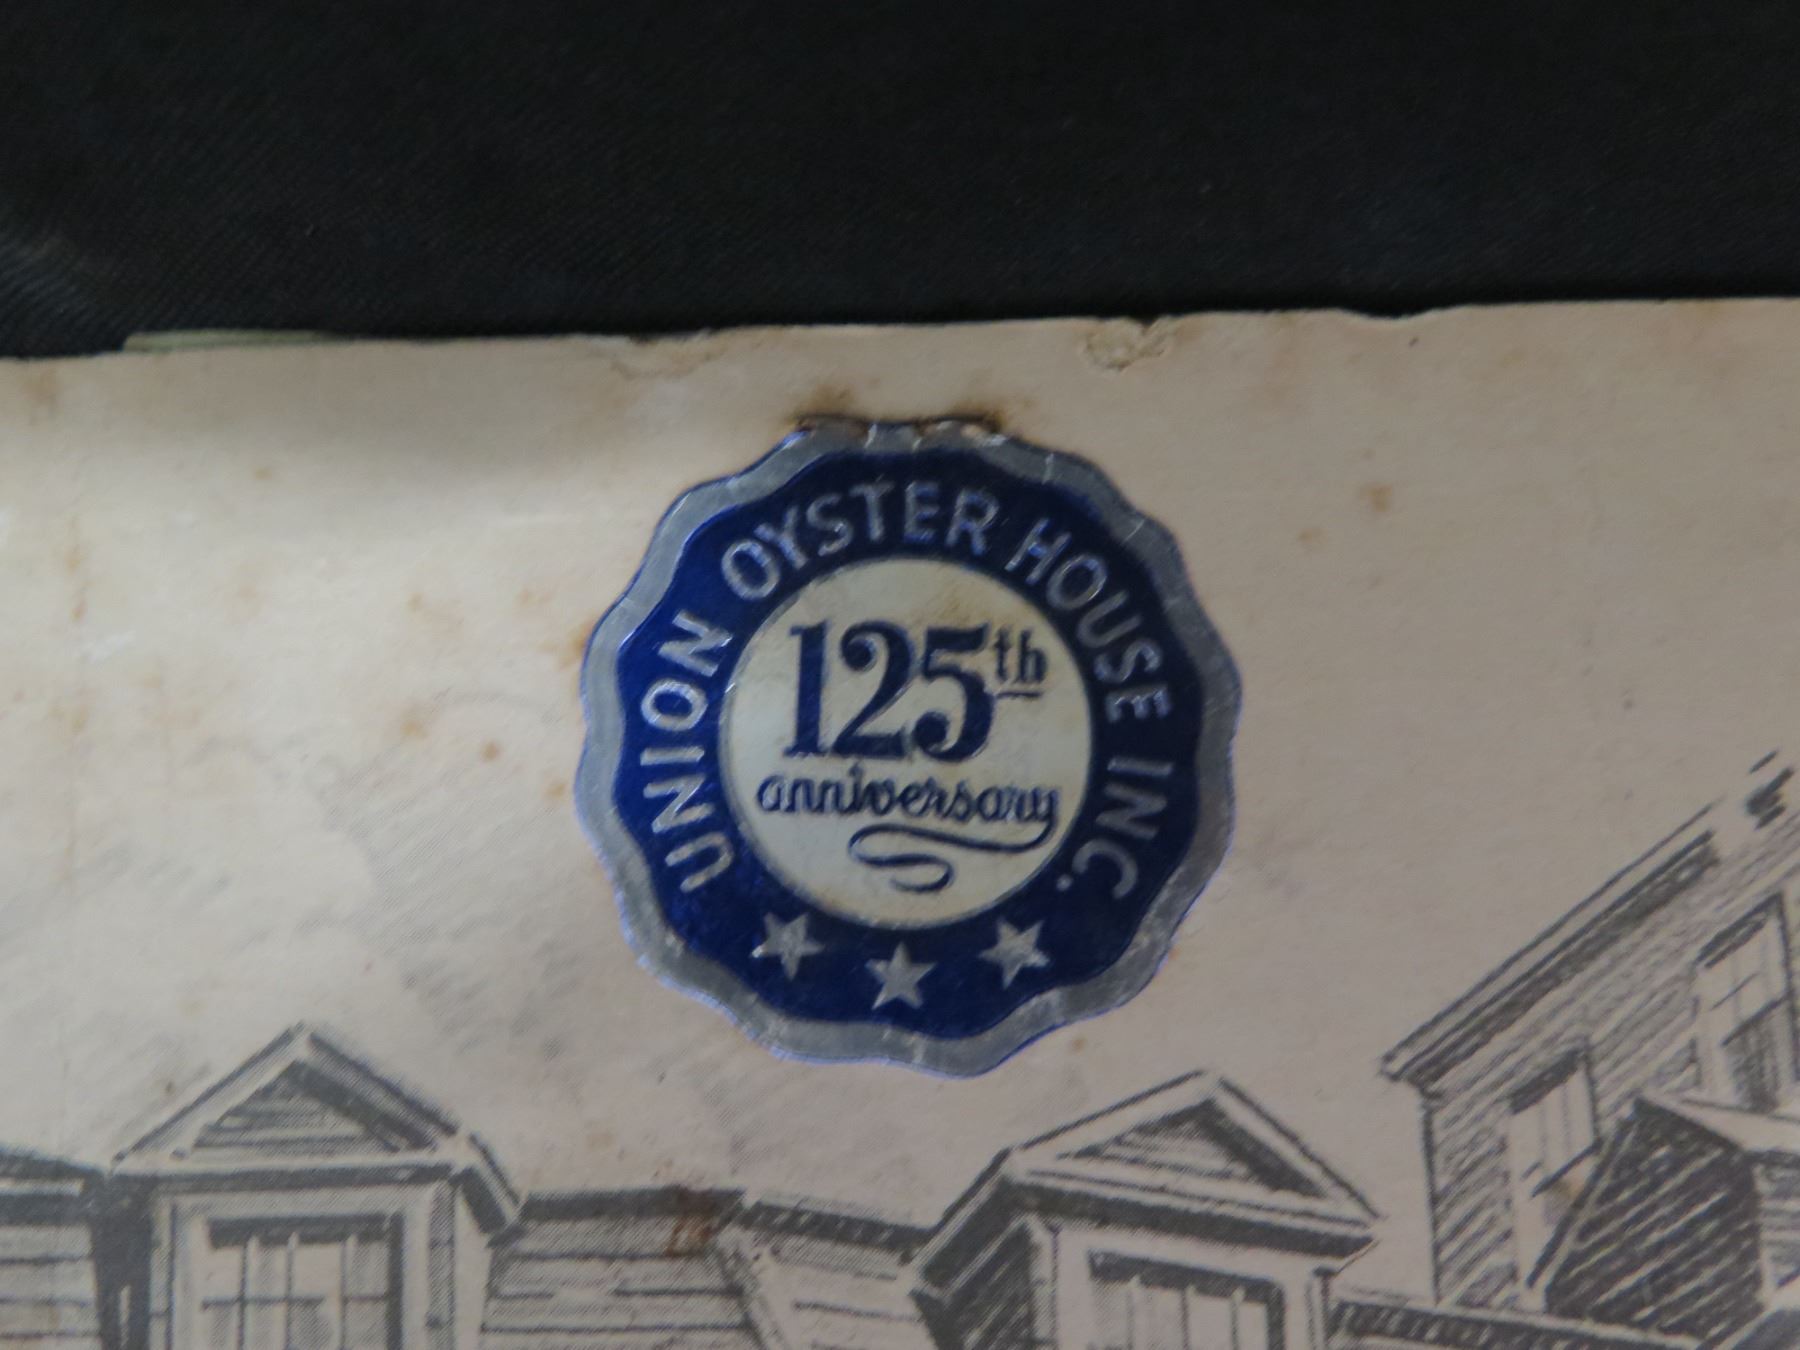 UNION OYSTER HOUSE INC.
125th
anniversary